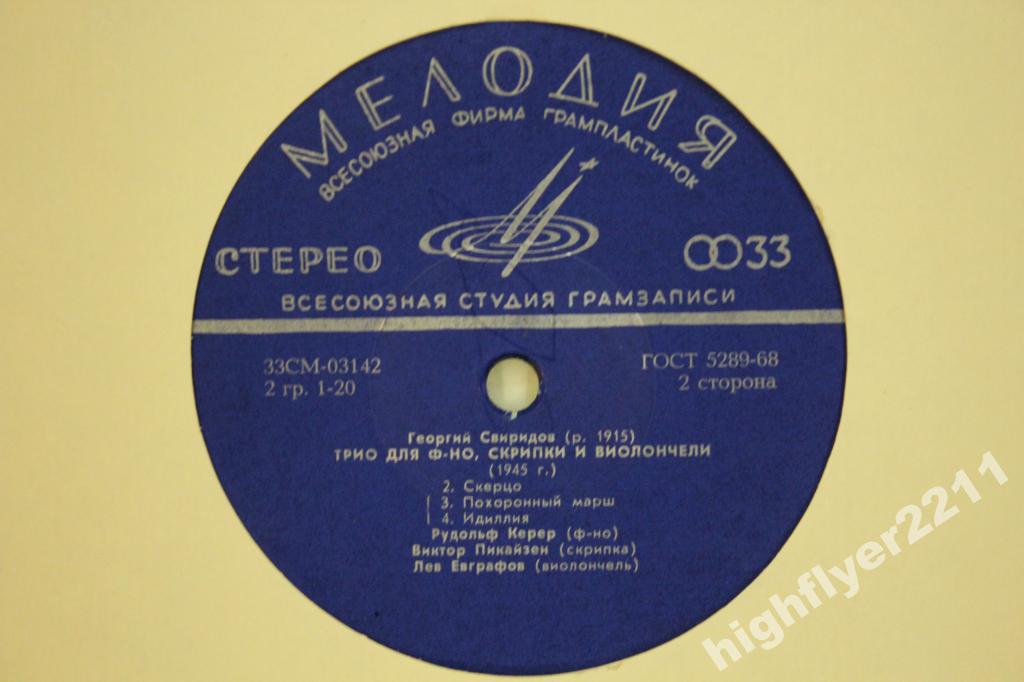 МЕЛОДИЯ
ВСЕСОЮЗНАЯ ФИРМА ГРАМПЛАСТИНОК
СТЕРЕО
33
ВСЕСОЮЗНАЯ СТУДИЯ ГРАМЗАПИСИ
33СМ-03142
ГОСТ 5289-68
2 гр. 1-20
2 сторона
Георгий Свиридов (р. 1915)
ТРИО ДЛЯ Ф-НО, СКРИПКИ И ВИОЛОНЧЕЛИ
(1945 г.)
2. Скерцо
3. Похоронный марш
4. Идиллия
Рудольф Керер (ф-но)
Виктор Пикайзен (скрипка)
Лев Евграфов (виолончель)
highflyer2211